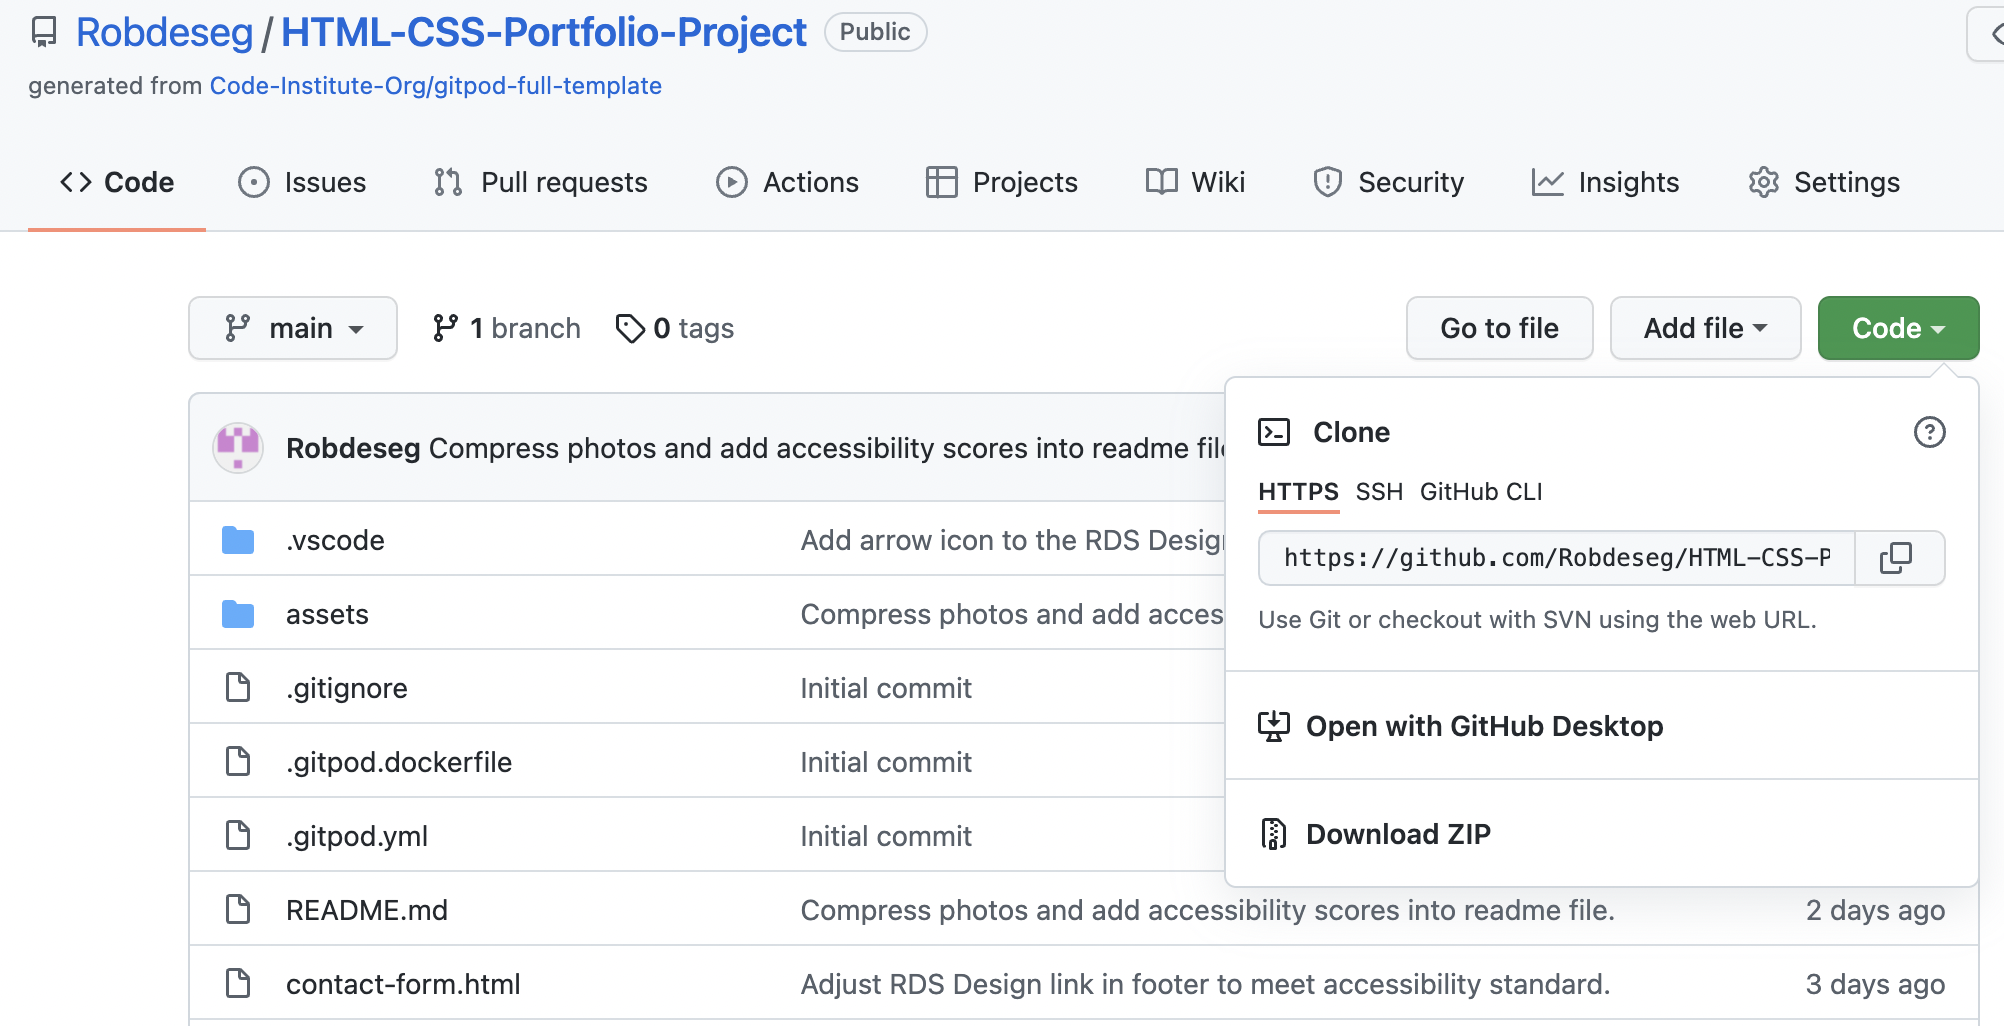 Robdeseg / HTML-CSS-Portfolio-Project Public
generated from Code-Institute-Org/gitpod-full-template
Code Issues Pull requests Actions Projects Wiki Security Insights Settings
main 1 branch 0 tags Go to file Add file Code
Robdeseg Compress photos and add accessibility scores into readme
Clone
HTTPS SSH GitHub CLI
https://github.com/Robdeseg/HTML-CSS-P
Use Git or checkout with SVN using the web URL.
Open with GitHub Desktop
Download ZIP
.vscode Add arrow icon to the RDS
assets Compress photos and add acces
.gitignore Initial commit
.gitpod.dockerfile Initial commit
.gitpod.yml Initial commit
README.md Compress photos and add accessibility scores into readme file. 2 days ago
contact-form.html Adjust RDS Design link in footer to meet accessibility standard. 3 days ago